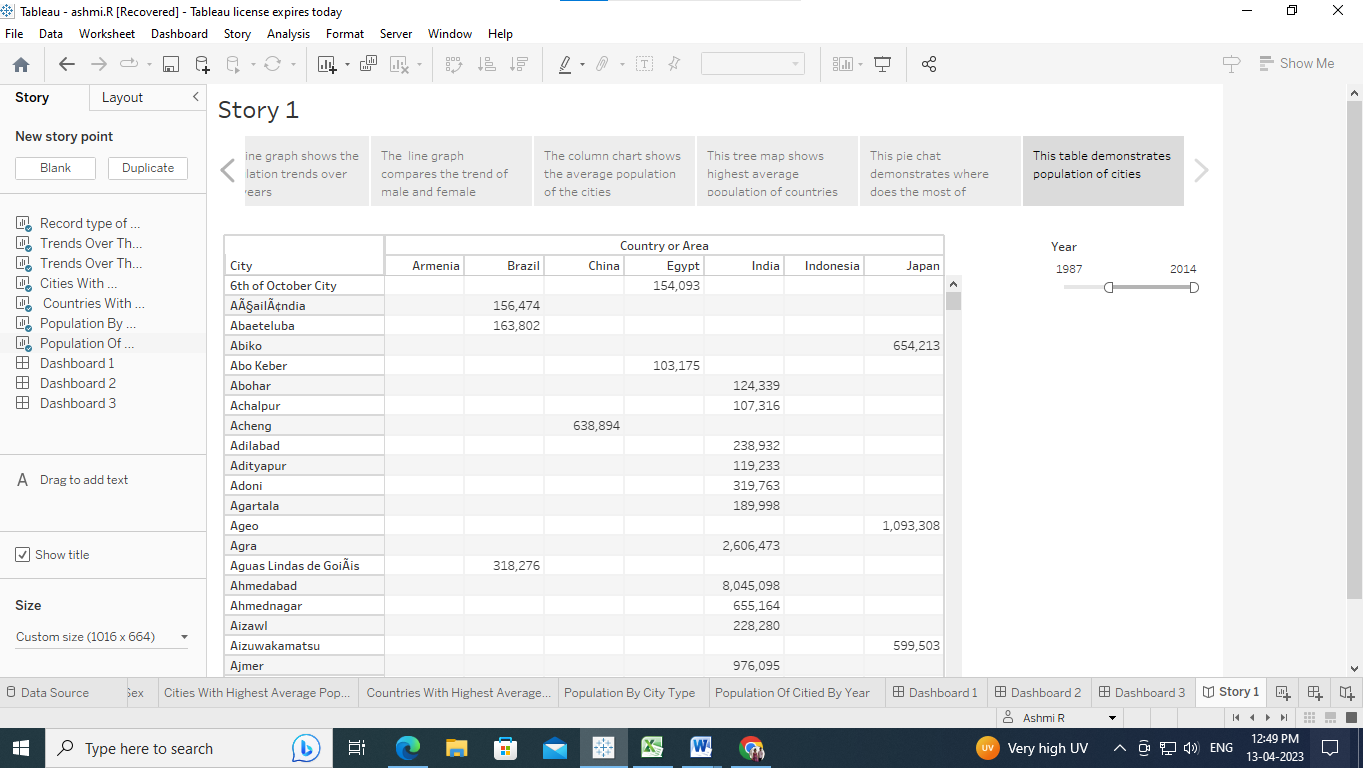 Tableau - ashmi.R [Recovered] - Tableau license expires today
File Data Worksheet Dashboard Story Analysis Format Server Window Help
Show Me
Story Layout
New story point
Blank Duplicate
Record type of ...
Trends Over Th...
Trends Over Th...
Cities With ...
Countries With ...
Population By ...
Population Of ...
Dashboard 1
Dashboard 2
Dashboard 3
A Drag to add text
Show title
Size
Custom size (1016 x 664)
Story 1
ine graph shows the
lation trends over
ears
The line graph
compares the trend of
male and female
The column chart shows
the average population
of the cities
This tree map shows
highest average
population of countries
This pie chat
demonstrates where
does the most of
This table demonstrates
population of cities
Country or Area
City Armenia Brazil China Egypt India Indonesia Japan
6th of October City 154,093
AÃ§ailÃ¢ndia 156,474
Abaeteluba 163,802
Abiko 654,213
Abo Keber 103,175
Abohar 124,339
Achalpur 107,316
Acheng 638,894
Adilabad 238,932
Adityapur 119,233
Adoni 319,763
Agartala 189,998
Ageo 1,093,308
Agra 2,606,473
Aguas Lindas de GoiÃis 318,276
Ahmedabad 8,045,098
Ahmednagar 655,164
Aizawl 228,280
Aizuwakamatsu 599,503
Ajmer 976,095
Year
1987 2014
Data Source Sex Cities With Highest Average Pop... Countries With Highest Average... Population By City Type Population Of Citied By Year Dashboard 1 Dashboard 2 Dashboard 3 Story 1
Ashmi R
Type here to search
UV Very high UV ENG
12:49 PM
13-04-2023